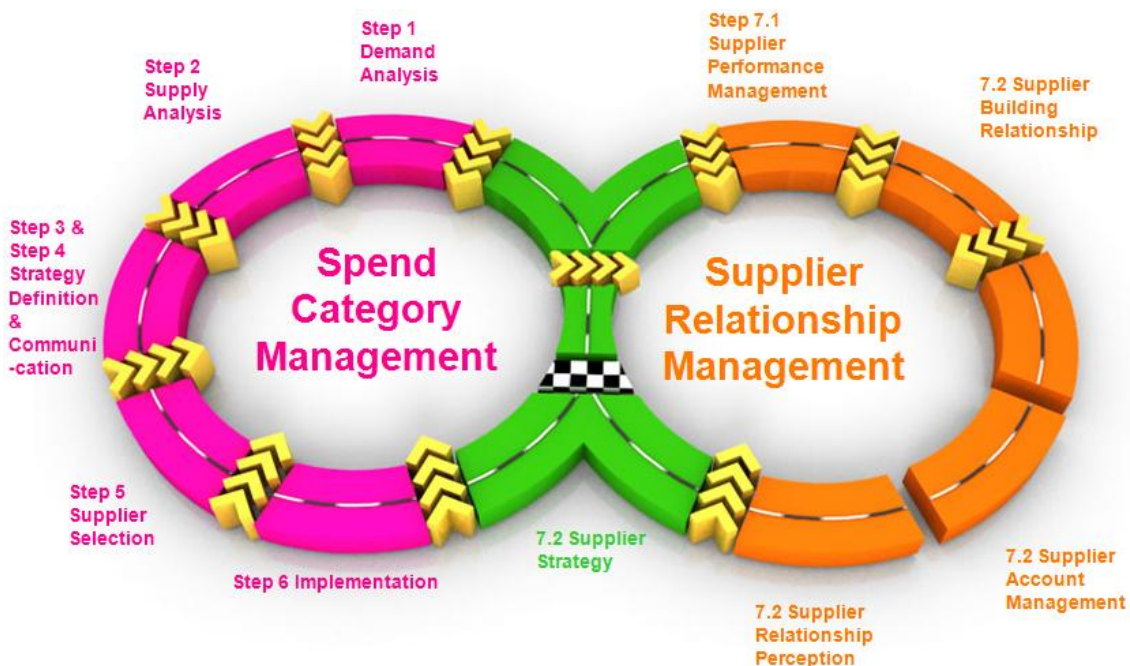 Step 1
Demand
Analysis
Step 2
Supply
Analysis
Step 3 &
Step 4
Strategy
Definition
&
Communi
-cation
Step 5
Supplier
Selection
Step 6 Implementation
Spend
Category
Management
7.2 Supplier
Strategy
Step 7.1
Supplier
Performance
Management
7.2 Supplier
Building
Relationship
Supplier
Relationship
Management
7.2 Supplier
Account
Management
7.2 Supplier
Relationship
Perception